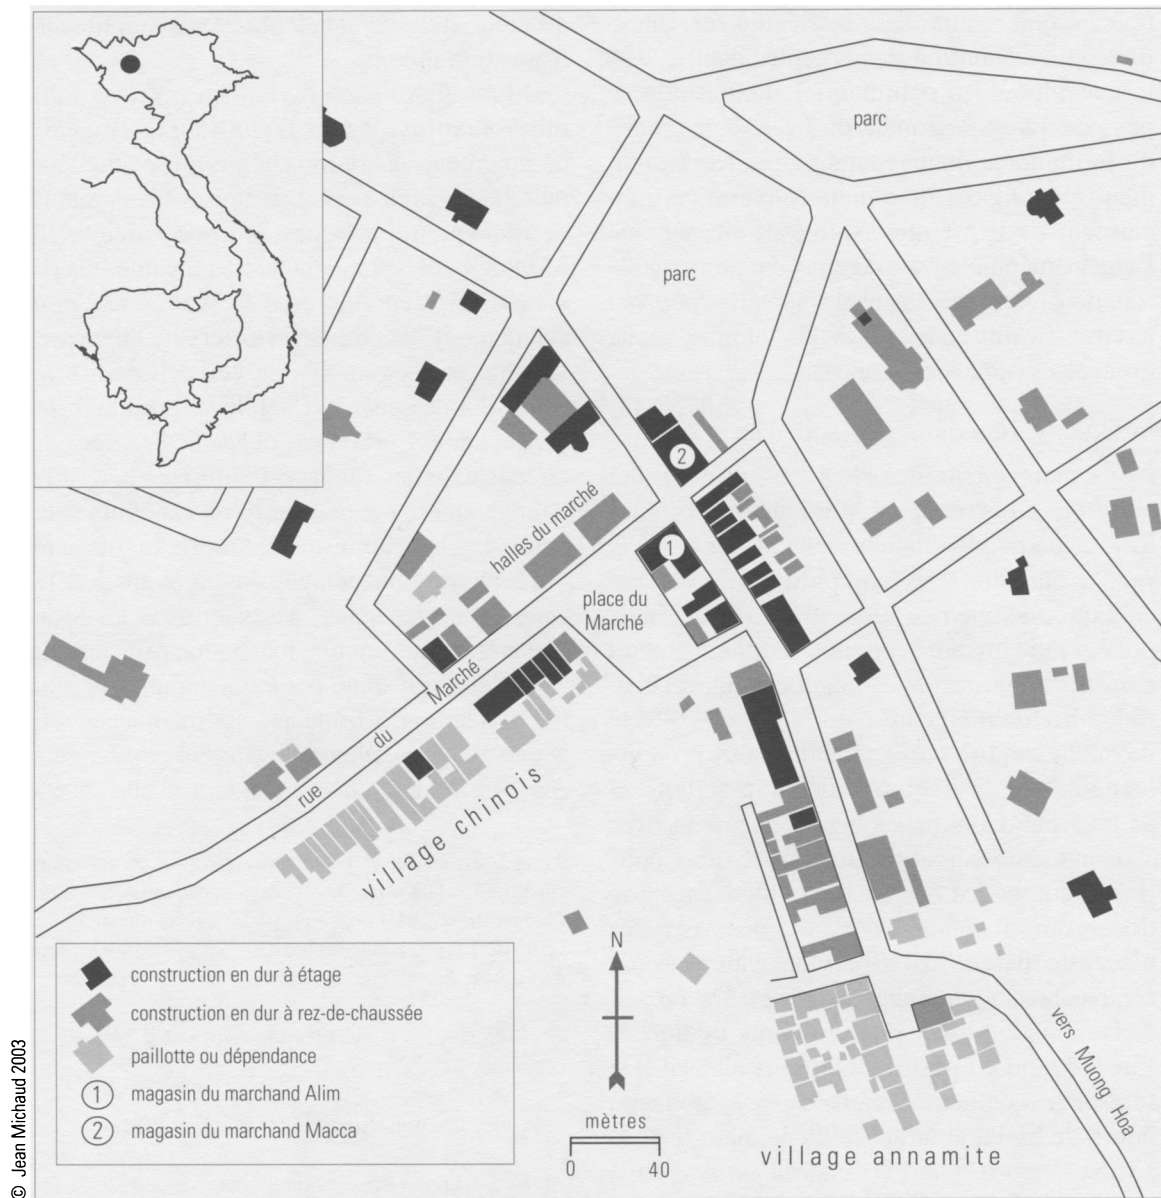 parc
parc
2
halles du marché
1
place du
Marché
rue du Marché
village chinois
construction en dur à étage
construction en dur à rez-de-chaussée
paillotte ou dépendance
1 magasin du marchand Alim
2 magasin du marchand Macca
N
mètres
0 40
vers Muong Hoa
village annamite
© Jean Michaud 2003